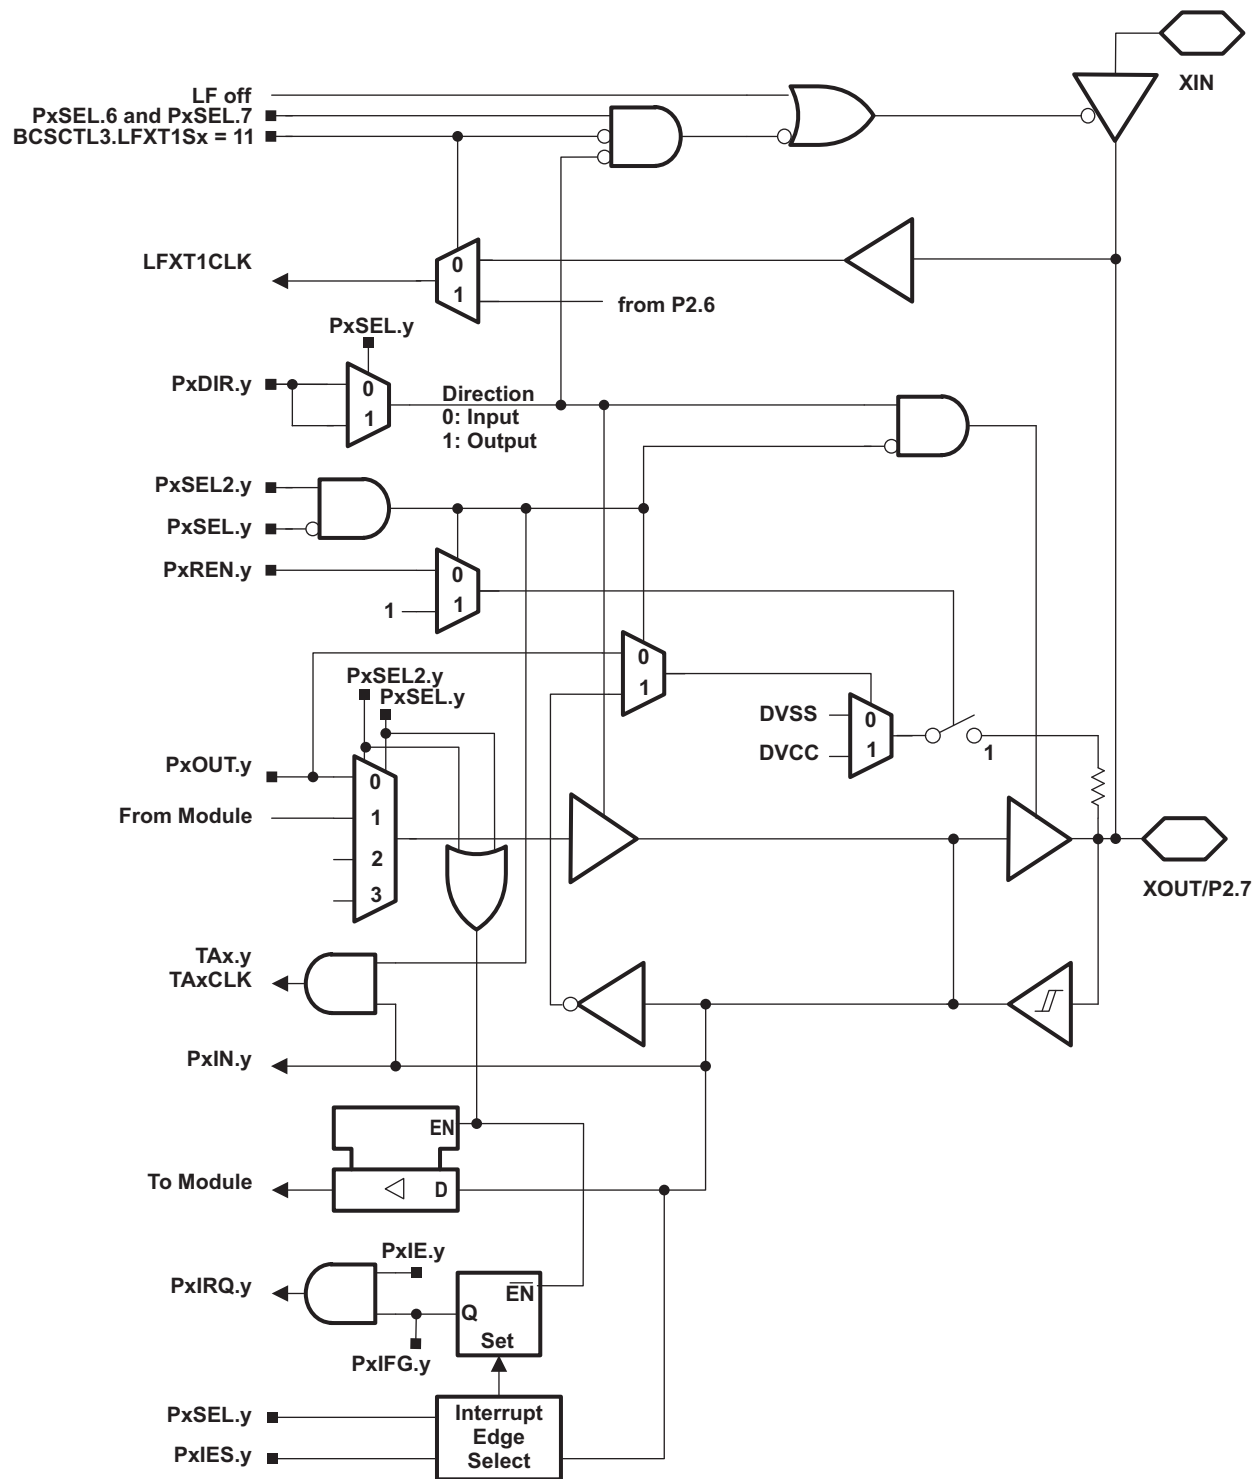 XIN
LF off
PxSEL.6 and PxSEL.7
BCSCTL3.LFXT1Sx = 11
LFXT1CLK
0
1
from P2.6
PxSEL.y
PxDIR.y
0
1
Direction
0: Input
1: Output
PxSEL2.y
PxSEL.y
PxREN.y
0
1
1
0
1
PxSEL2.y
PxSEL.y
DVSS
DVCC
0
1
1
PxOUT.y
From Module
0
1
2
3
XOUT/P2.7
TAx.y
TAxCLK
PxIN.y
EN
To Module
D
PxIE.y
PxIRQ.y
EN
Q
Set
PxIFG.y
PxSEL.y
PxIES.y
Interrupt
Edge
Select